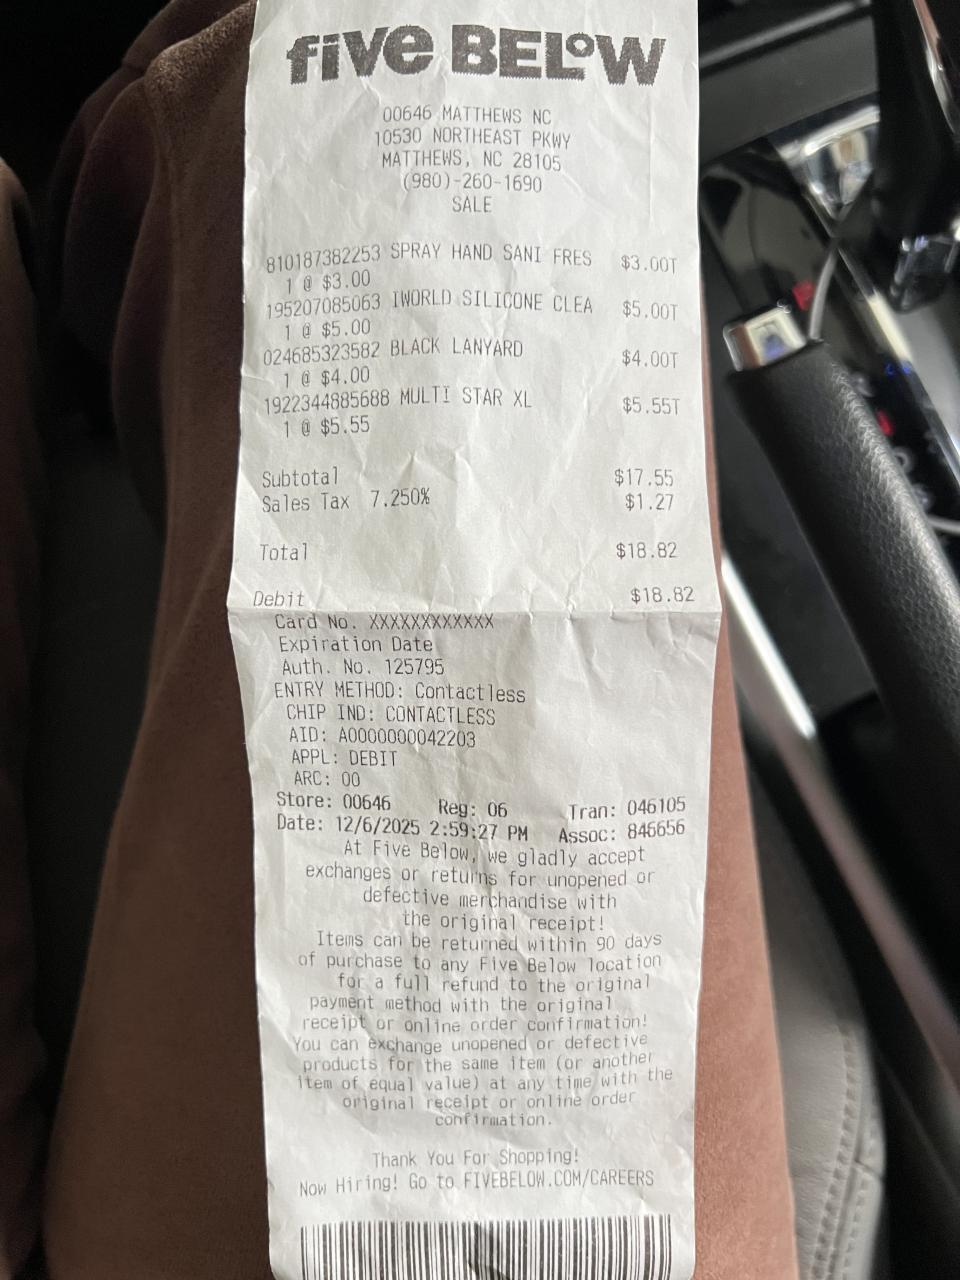 five BELOW
00646 MATTHEWS NC
10530 NORTHEAST PKWY
MATTHEWS, NC 28105
(980)-260-1690
SALE
810187382253 SPRAY HAND SANI FRES $3.00T
1 @ $3.00
195207085063 IWORLD SILICONE CLEA $5.00T
1 @ $5.00
024685323582 BLACK LANYARD $4.00T
1 @ $4.00
1922344885688 MULTI STAR XL $5.55T
1 @ $5.55
Subtotal $17.55
Sales Tax 7.250% $1.27
Total $18.82
Debit $18.82
Card No. XXXXXXXXXXXX
Expiration Date
Auth. No. 125795
ENTRY METHOD: Contactless
CHIP IND: CONTACTLESS
AID: A0000000042203
APPL: DEBIT
ARC: 00
Store: 00646 Reg: 06 Tran: 046105
Date: 12/6/2025 2:59:27 PM Assoc: 846656
At Five Below, we gladly accept
exchanges or returns for unopened or
defective merchandise with
the original receipt!
Items can be returned within 90 days
of purchase to any Five Below location
for a full refund to the original
payment method with the original
receipt or online order confirmation!
You can exchange unopened or defective
products for the same item (or another
item of equal value) at any time with the
original receipt or online order
confirmation.
Thank You For Shopping!
Now Hiring! Go to FIVEBELOW.COM/CAREERS